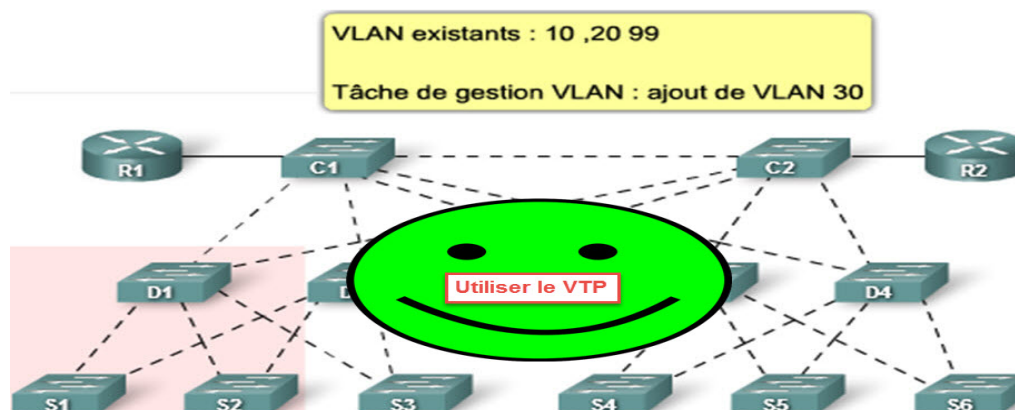 VLAN existants : 10 ,20 99
Tâche de gestion VLAN : ajout de VLAN 30
R1
C1
C2
R2
D1
D
Utiliser le VTP
D4
S1
S2
S3
S4
S5
S6